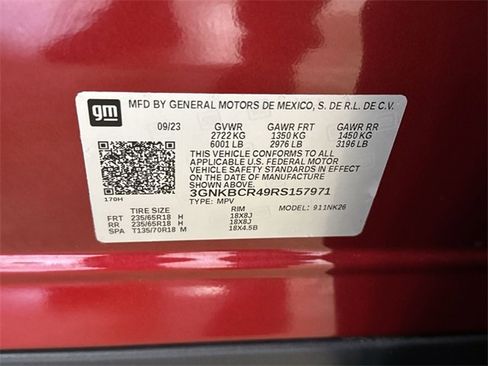 gm MFD BY GENERAL MOTORS DE MEXICO, S. DE R.L. DE C.V.
09/23 GVWR GAWR FRT GAWR RR
2722 KG 1350 KG 1450 KG
6001 LB 2976 LB 3196 LB
THIS VEHICLE CONFORMS TO ALL
APPLICABLE U.S. FEDERAL MOTOR
VEHICLE SAFETY STANDARDS IN EFFECT
ON THE DATE OF MANUFACTURE SHOWN ABOVE.
3GNKBCR49RS157971
170H TYPE: MPV MODEL: 911NK26
TIRE SIZE RIM
FRT 235/65R18 H 18X8J
RR 235/65R18 H 18X8J
SPA T135/70R18 M 18X4.5B